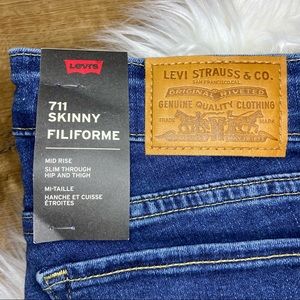 Levi's
711
SKINNY
FILIFORME
MID RISE
SLIM THROUGH
HIP AND THIGH
MI-TAILLE
HANCHE ET CUISSE
ÉTROITES
LEVI STRAUSS & CO.
SAN FRANCISCO, CAL.
ORIGINAL RIVETED
GENUINE QUALITY CLOTHING
TRADE MARK